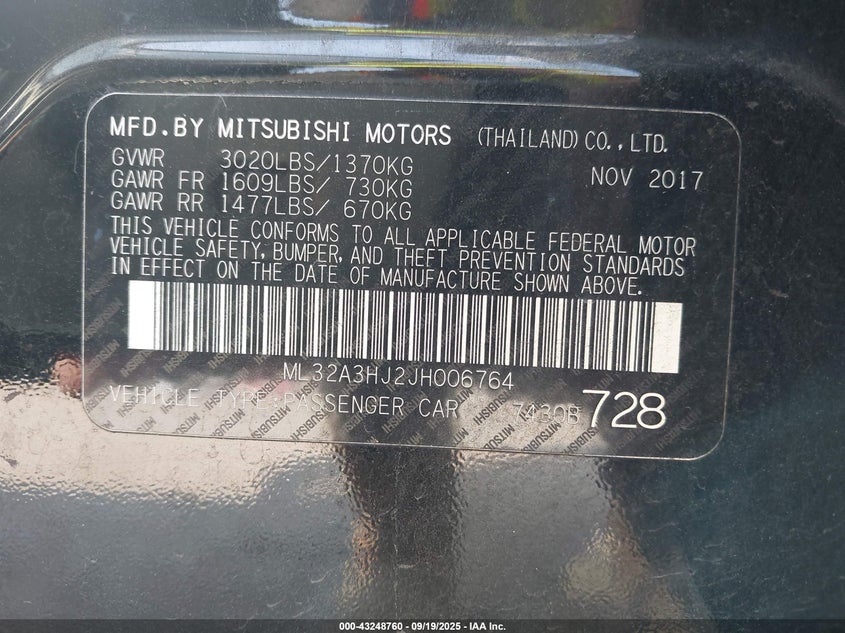 MFD.BY MITSUBISHI MOTORS (THAILAND) CO.,LTD.
GVWR 3020LBS/1370KG NOV 2017
GAWR FR 1609LBS/ 730KG
GAWR RR 1477LBS/ 670KG
THIS VEHICLE CONFORMS TO ALL APPLICABLE FEDERAL MOTOR
VEHICLE SAFETY, BUMPER, AND THEFT PREVENTION STANDARDS
IN EFFECT ON THE DATE OF MANUFACTURE SHOWN ABOVE.
ML32A3HJ2JH006764
VEHICLE TYPE:PASSENGER CAR 7430B 728
000-43248760 - 09/19/2025 - IAA Inc.